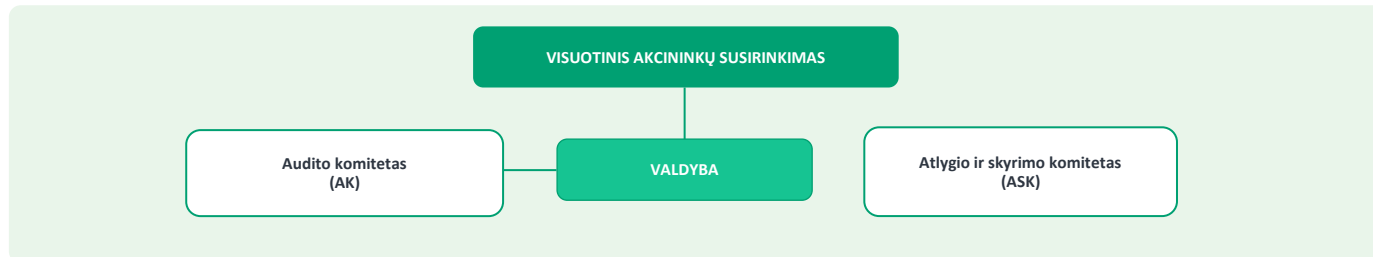 VISUOTINIS AKCININKŲ SUSIRINKIMAS
Audito komitetas
(AK)
VALDYBA
Atlygio ir skyrimo komitetas
(ASK)